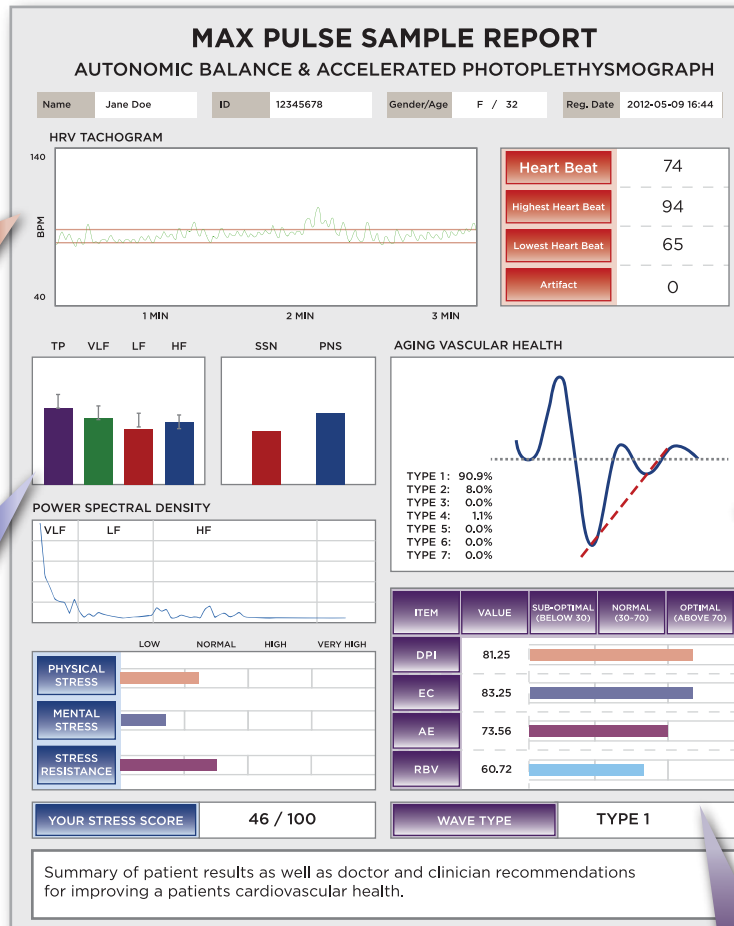 MAX PULSE SAMPLE REPORT
AUTONOMIC BALANCE & ACCELERATED PHOTOPLETHYSMOGRAPH
Name Jane Doe ID 12345678 Gender/Age F / 32 Reg. Date 2012-05-09 16:44
HRV TACHOGRAM
140
BPM
40
1 MIN 2 MIN 3 MIN
Heart Beat 74
Highest Heart Beat 94
Lowest Heart Beat 65
Artifact 0
TP VLF LF HF
SSN PNS
AGING VASCULAR HEALTH
TYPE 1: 90.9%
TYPE 2: 8.0%
TYPE 3: 0.0%
TYPE 4: 1.1%
TYPE 5: 0.0%
TYPE 6: 0.0%
TYPE 7: 0.0%
POWER SPECTRAL DENSITY
VLF LF HF
LOW NORMAL HIGH VERY HIGH
PHYSICAL
STRESS
MENTAL
STRESS
STRESS
RESISTANCE
ITEM VALUE SUB-OPTIMAL (BELOW 30) NORMAL (30-70) OPTIMAL (ABOVE 70)
DPI 81.25
EC 83.25
AE 73.56
RBV 60.72
YOUR STRESS SCORE 46 / 100
WAVE TYPE TYPE 1
Summary of patient results as well as doctor and clinician recommendations
for improving a patients cardiovascular health.